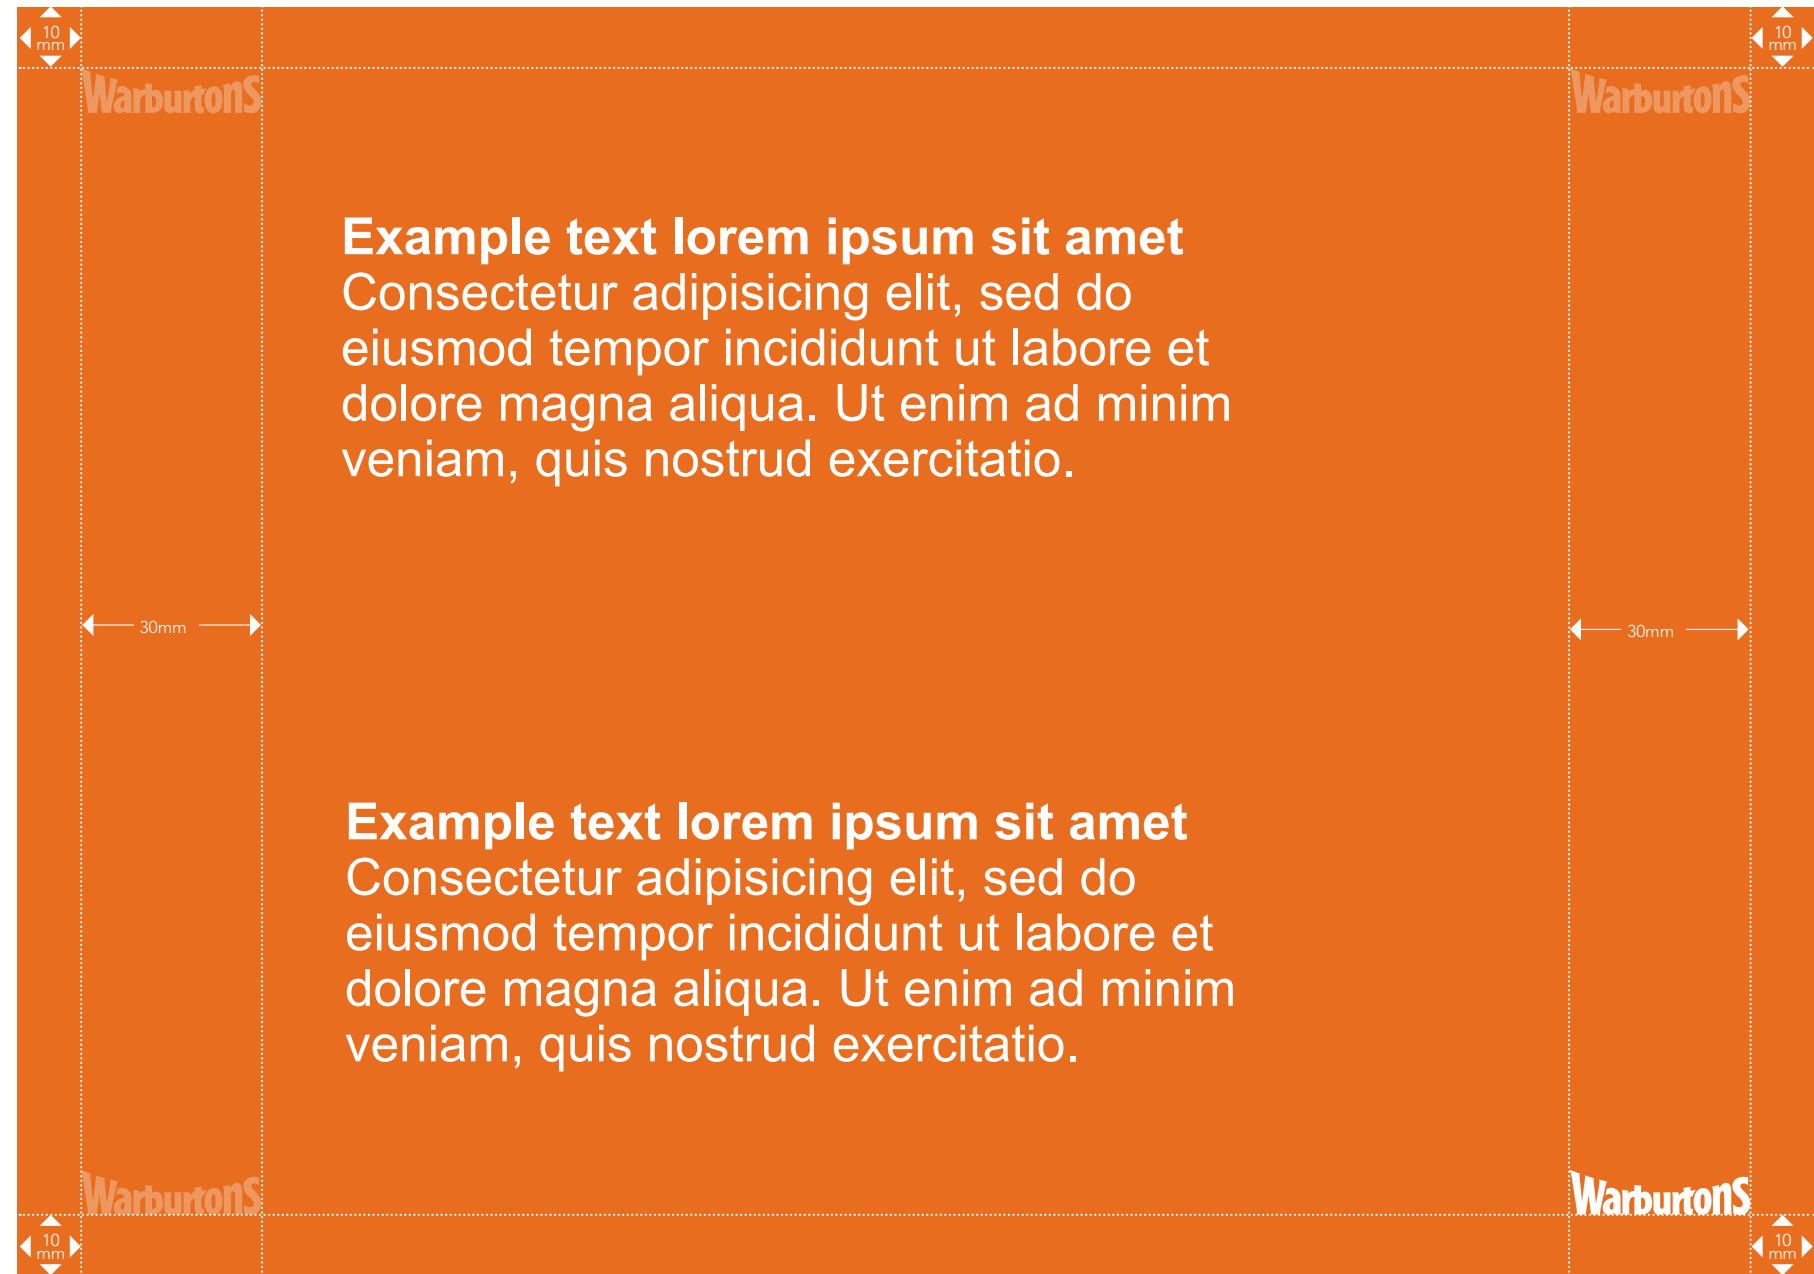 10
mm
10
mm
Warburtons
Warburtons
Example text lorem ipsum sit amet
Consectetur adipisicing elit, sed do
eiusmod tempor incididunt ut labore et
dolore magna aliqua. Ut enim ad minim
veniam, quis nostrud exercitatio.
30mm
30mm
Example text lorem ipsum sit amet
Consectetur adipisicing elit, sed do
eiusmod tempor incididunt ut labore et
dolore magna aliqua. Ut enim ad minim
veniam, quis nostrud exercitatio.
Warburtons
Warburtons
10
mm
10
mm